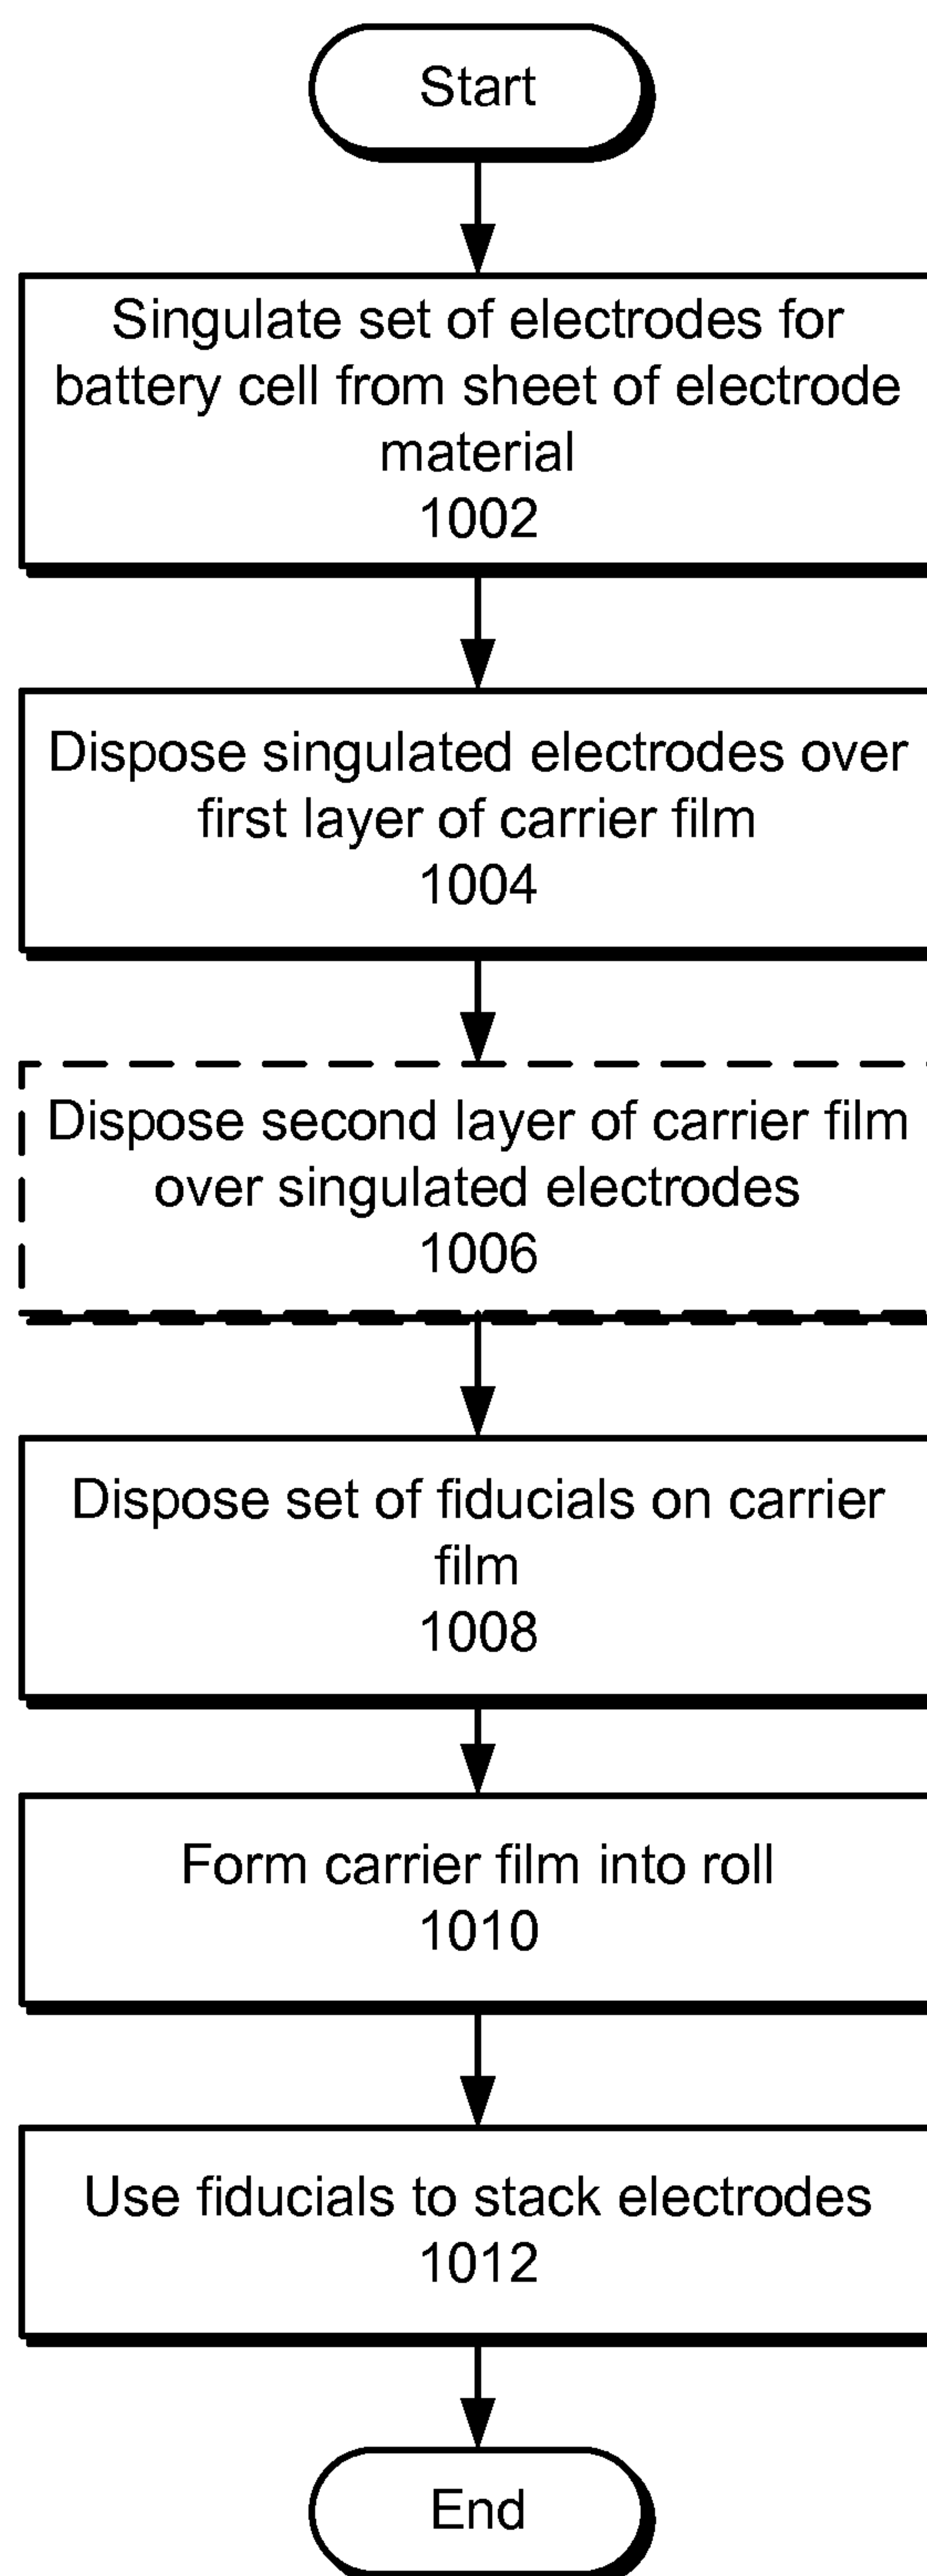 Start
Singulate set of electrodes for
battery cell from sheet of electrode
material
1002
Dispose singulated electrodes over
first layer of carrier film
1004
Dispose second layer of carrier film
over singulated electrodes
1006
Dispose set of fiducials on carrier
film
1008
Form carrier film into roll
1010
Use fiducials to stack electrodes
1012
End